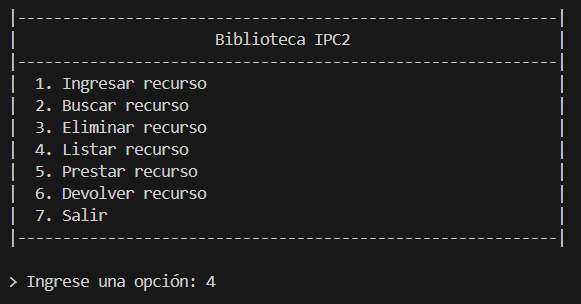 |------------------------------------------------------------|
|                      Biblioteca IPC2                       |
|------------------------------------------------------------|
|  1. Ingresar recurso                                       |
|  2. Buscar recurso                                         |
|  3. Eliminar recurso                                       |
|  4. Listar recurso                                         |
|  5. Prestar recurso                                        |
|  6. Devolver recurso                                       |
|  7. Salir                                                  |
|------------------------------------------------------------|
> Ingrese una opción: 4